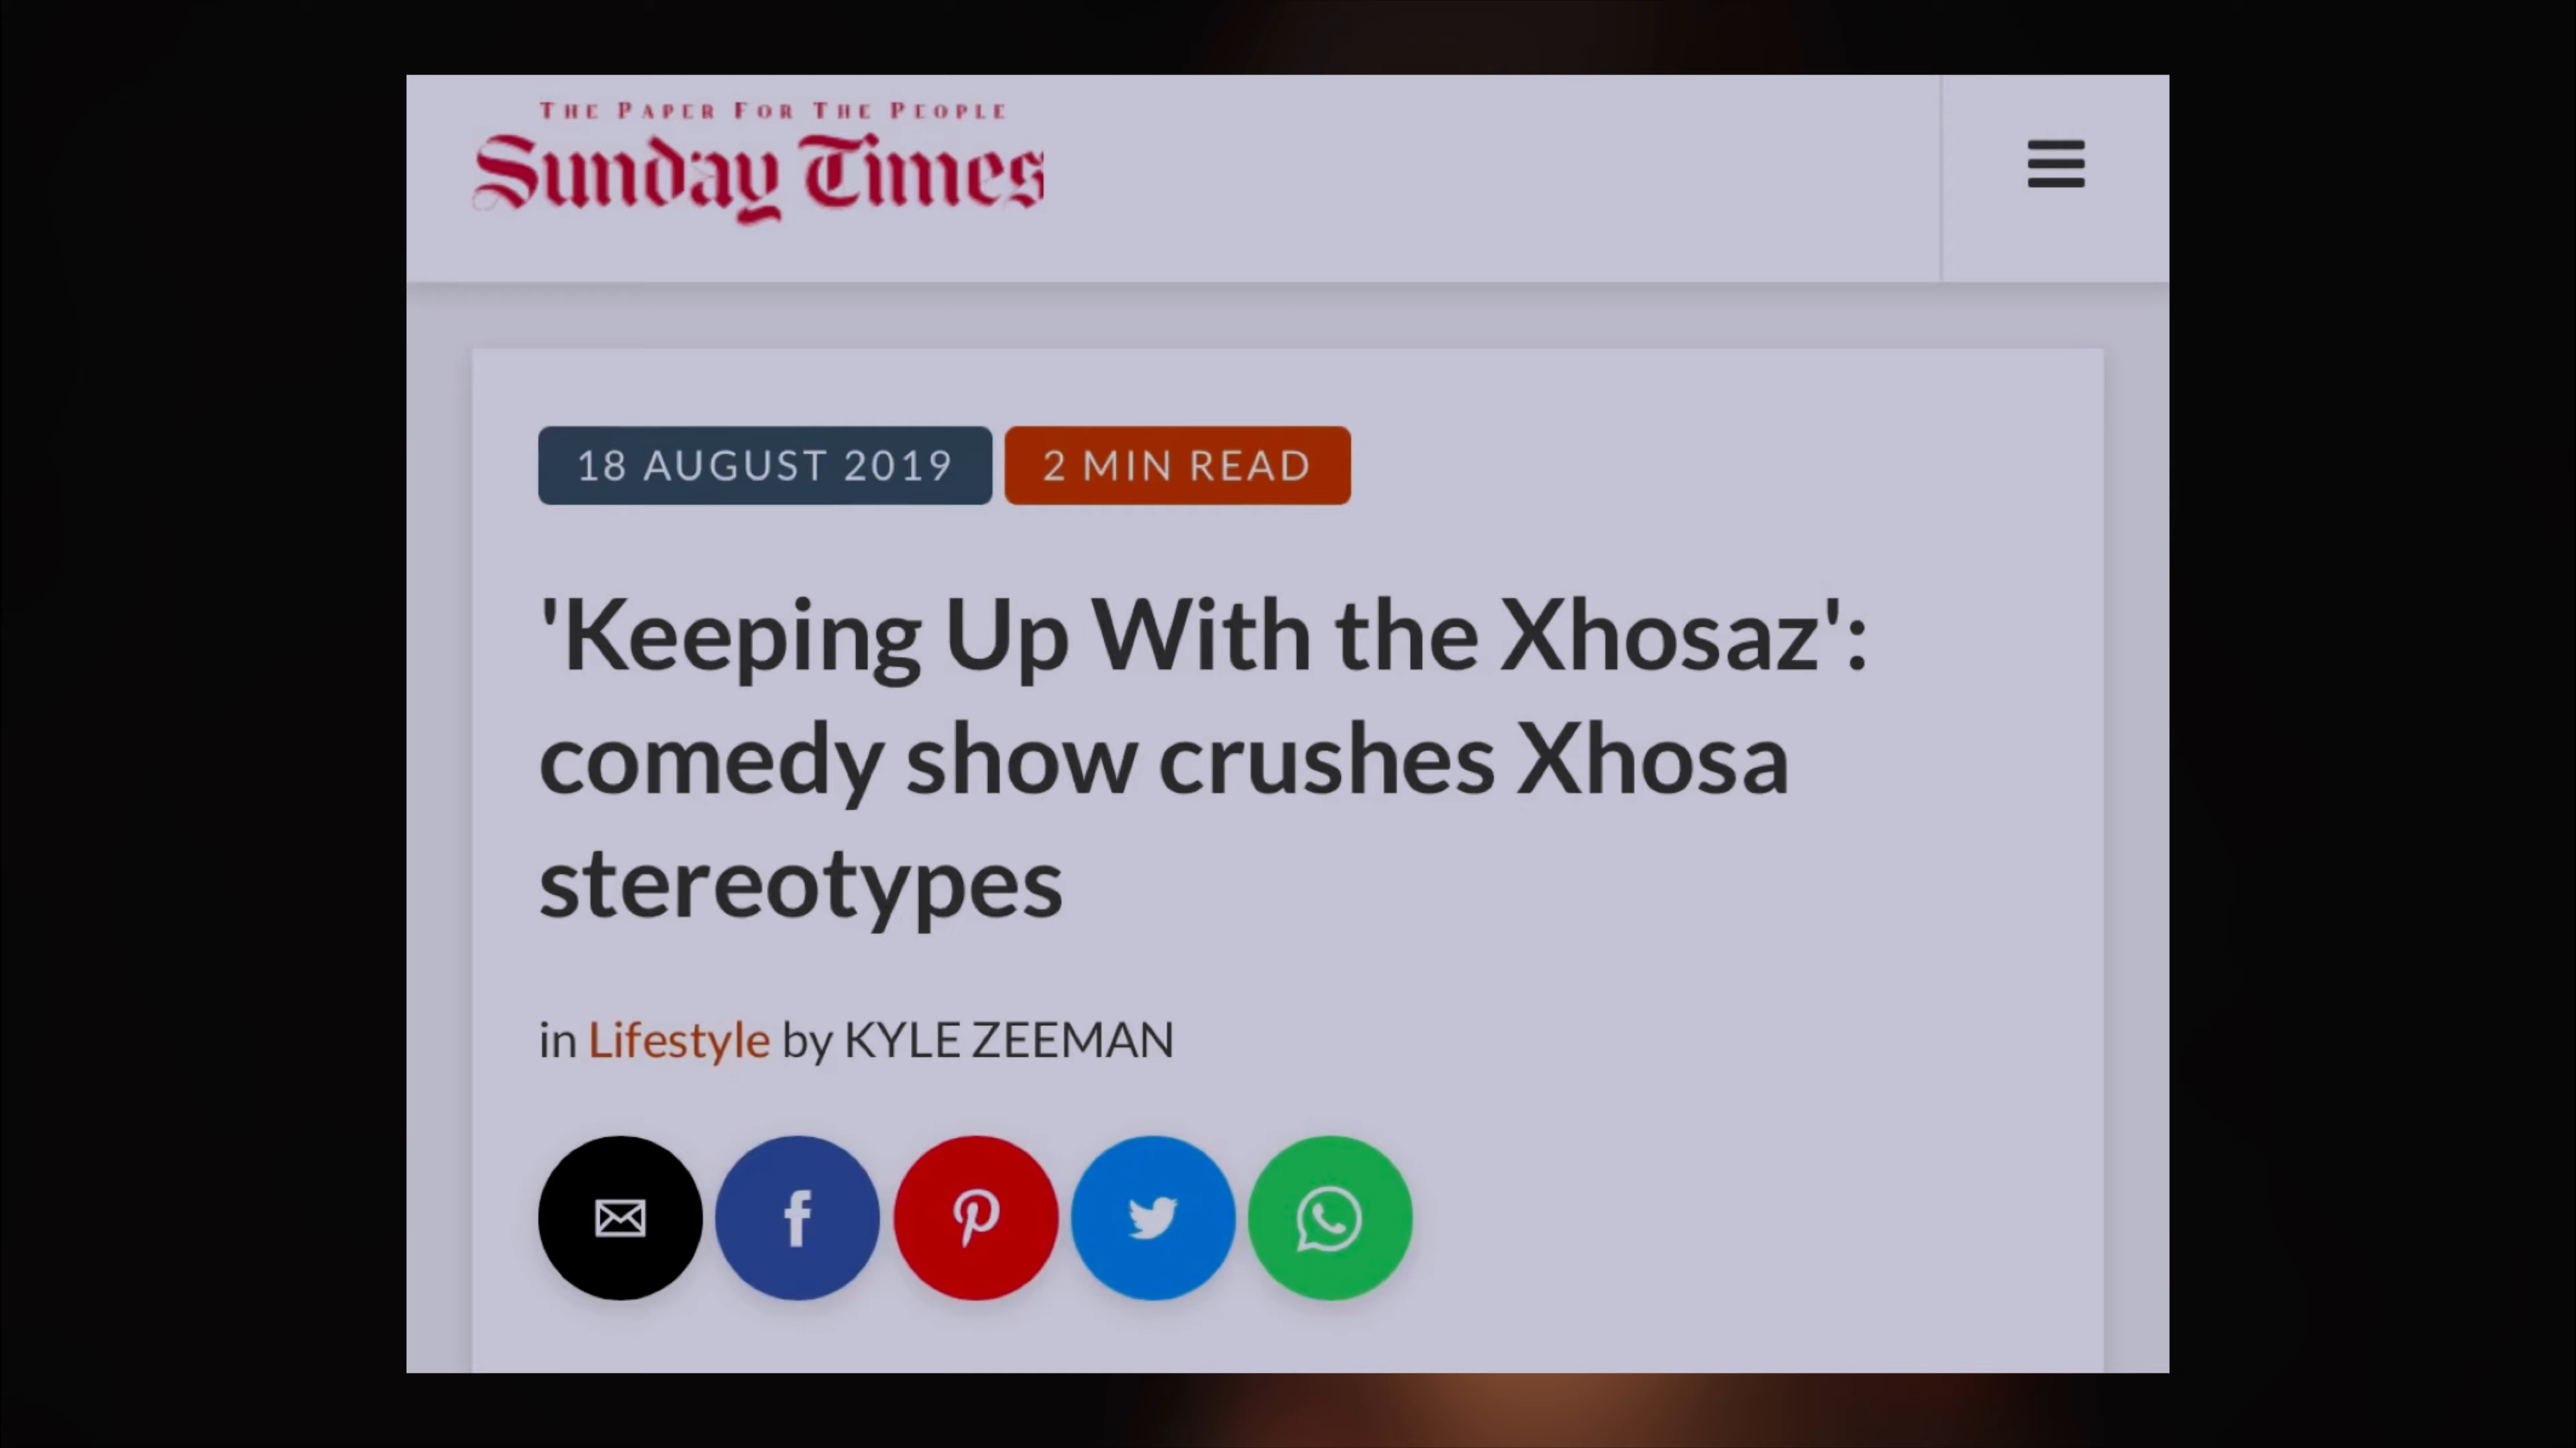 THE PAPER FOR THE PEOPLE
Sunday Times
18 AUGUST 2019 2 MIN READ
'Keeping Up With the Xhosaz':
comedy show crushes Xhosa
stereotypes
in Lifestyle by KYLE ZEEMAN